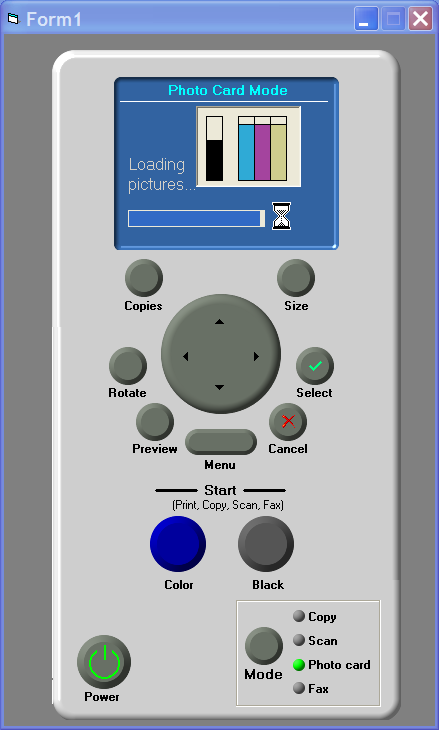 Form1
Photo Card Mode
Loading
pictures...
Copies
Size
Rotate
Select
Preview
Cancel
Menu
Start
(Print, Copy, Scan, Fax)
Color
Black
Copy
Scan
Photo card
Fax
Mode
Power